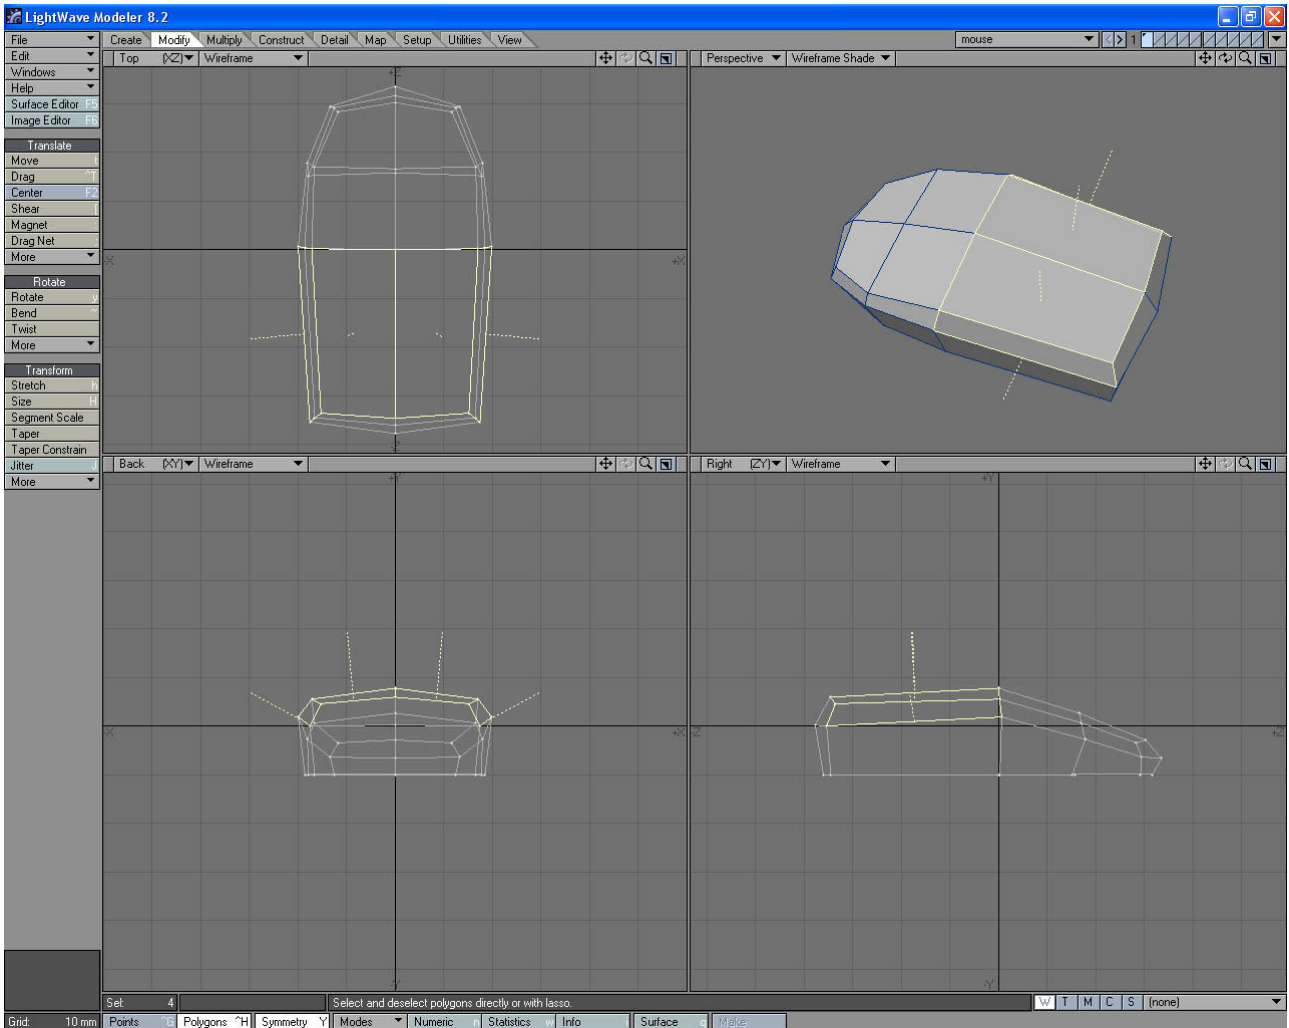 LightWave Modeler 8.2
File
Edit
Windows
Help
Surface Editor F5
Image Editor F6
Translate
Move t
Drag ^T
Center F2
Shear [
Magnet :
Drag Net ;
More
Rotate
Rotate y
Bend ~
Twist
More
Transform
Stretch h
Size H
Segment Scale
Taper
Taper Constrain
Jitter J
More
Create Modify Multiply Construct Detail Map Setup Utilities View
mouse 1
Top (XZ) Wireframe
+Z
-X +X
-Z
Perspective Wireframe Shade
Back (XY) Wireframe
+Y
-X +X
-Y
Right (ZY) Wireframe
+Y
-Z +Z
-Y
Sel: 4
Select and deselect polygons directly or with lasso.
W T M C S (none)
Grid: 10 mm
Points ^G Polygons ^H Symmetry Y Modes Numeric n Statistics w Info i Surface q Make